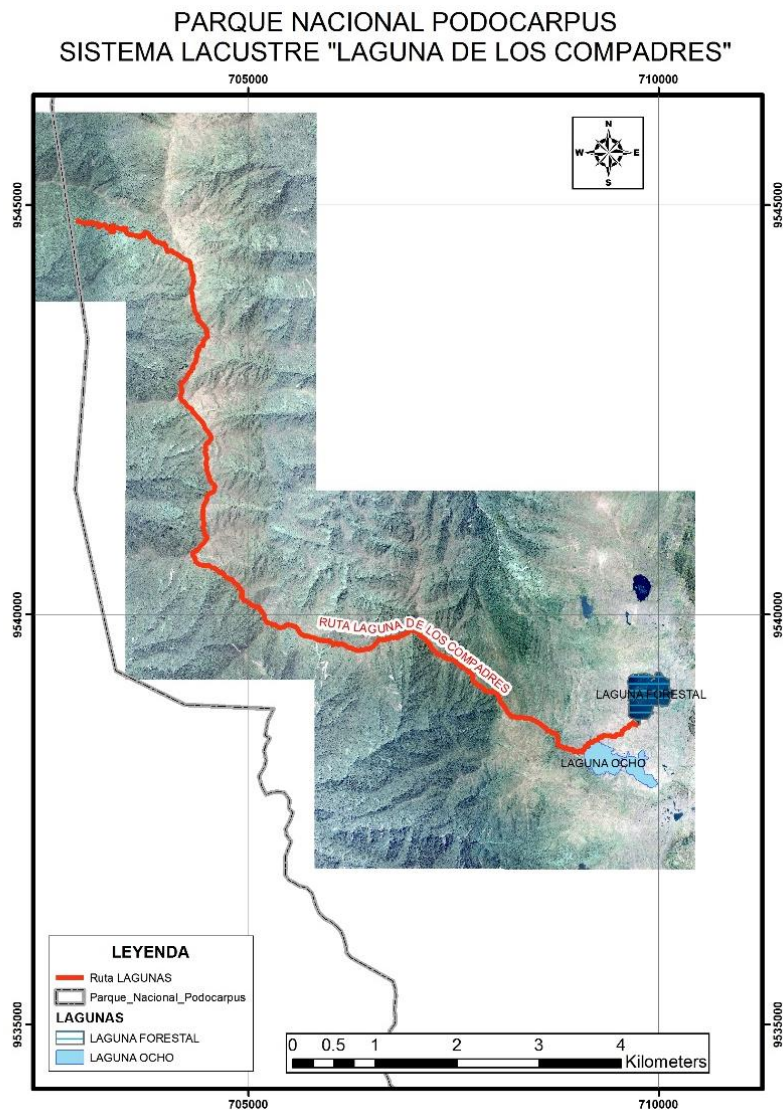 PARQUE NACIONAL PODOCARPUS
SISTEMA LACUSTRE "LAGUNA DE LOS COMPADRES"
705000
710000
N
W
E
S
9545000
9545000
9540000
9540000
RUTA LAGUNA DE LOS COMPADRES
LAGUNA FORESTAL
LAGUNA OCHO
LEYENDA
Ruta LAGUNAS
Parque_Nacional_Podocarpus
LAGUNAS
LAGUNA FORESTAL
LAGUNA OCHO
9535000
9535000
0 0.5 1 2 3 4
Kilometers
705000
710000